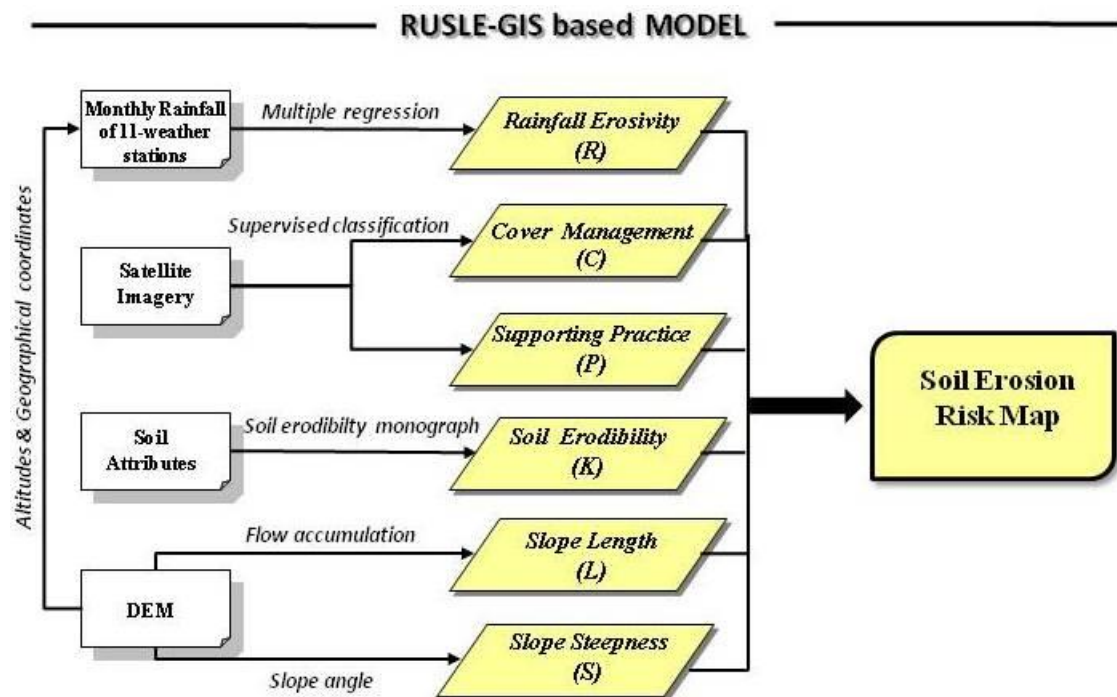 RUSLE-GIS based MODEL
Monthly Rainfall
of 11-weather
stations
Multiple regression
Rainfall Erosivity
(R)
Altitudes & Geographical coordinates
Satellite
Imagery
Supervised classification
Cover Management
(C)
Supporting Practice
(P)
Soil
Attributes
Soil erodibilty monograph
Soil Erodibility
(K)
DEM
Flow accumulation
Slope Length
(L)
Slope angle
Slope Steepness
(S)
Soil Erosion
Risk Map